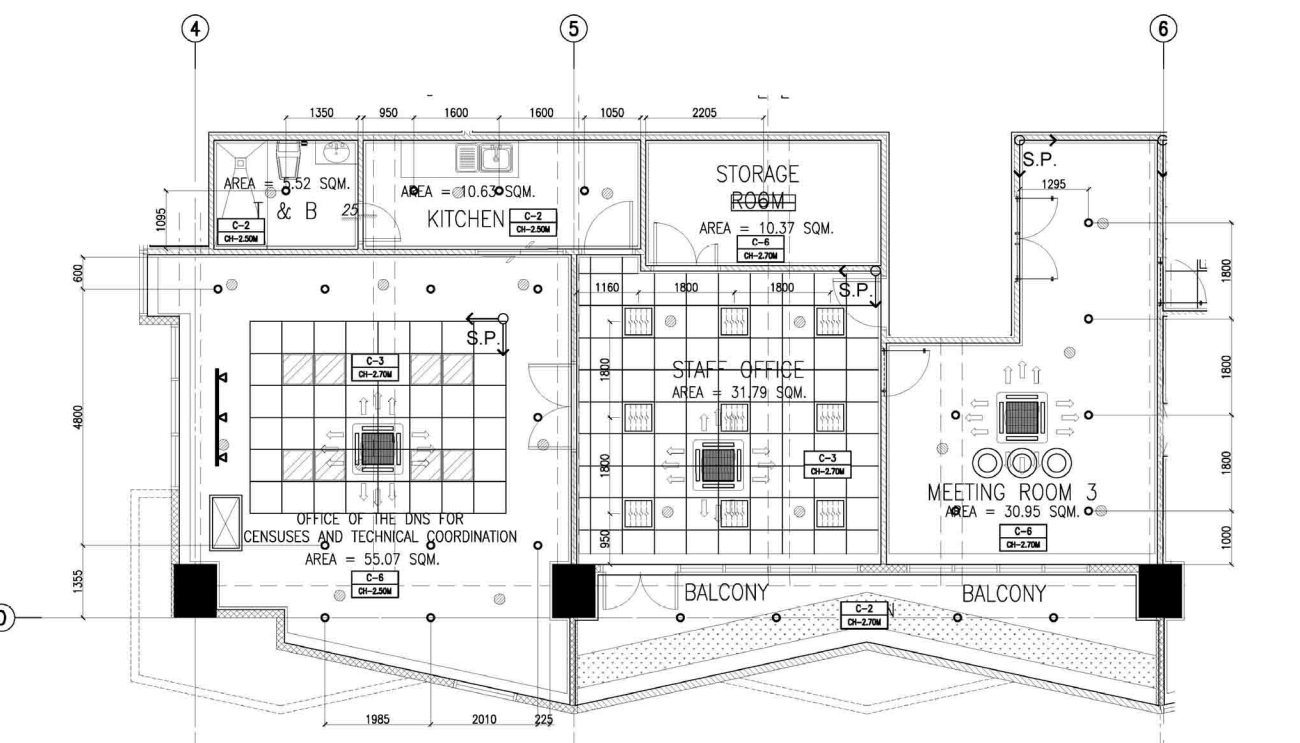 4
5
6
1350
950
1600
1600
1050
2205
S.P.
1295
STORAGE
ROOM
AREA = 10.37 SQM.
C-6
CH-2.70M
AREA = 5.52 SQM.
T & B
25
C-2
CH-2.50M
AREA = 10.63 SQM.
KITCHEN
C-2
CH-2.50M
1095
600
4800
1355
1160
1800
1800
S.P.
S.P.
1800
1800
1800
1000
C-3
CH-2.70M
STAFF OFFICE
AREA = 31.79 SQM.
1800
1800
950
C-3
CH-2.70M
MEETING ROOM 3
AREA = 30.95 SQM.
C-6
CH-2.70M
OFFICE OF THE DNS FOR
CENSUSES AND TECHNICAL COORDINATION
AREA = 55.07 SQM.
C-6
CH-2.50M
BALCONY
BALCONY
C-2
CH-2.70M
1985
2010
225